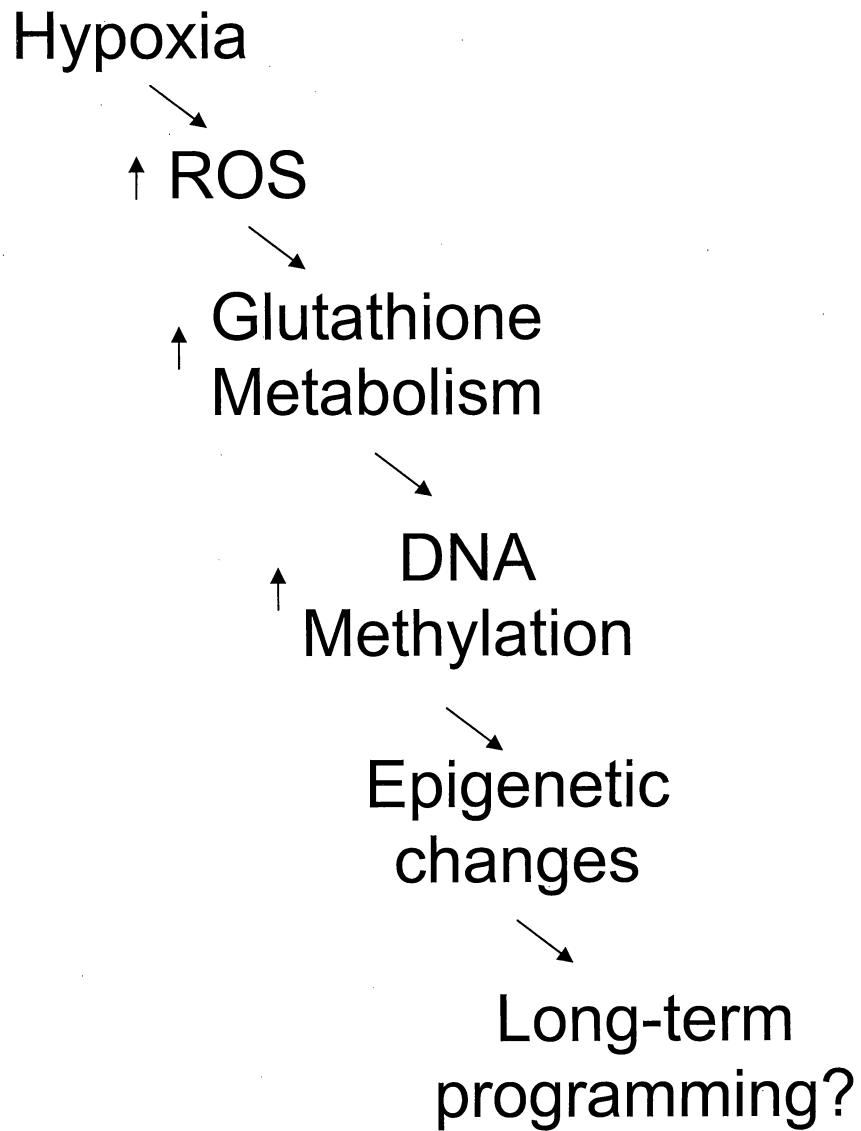 Hypoxia
↑ ROS
Glutathione
↑
Metabolism
DNA
↑
Methylation
Epigenetic
changes
Long-term
programming?